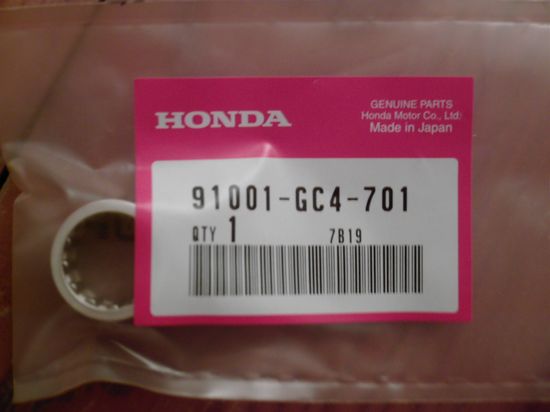 HONDA
GENUINE PARTS
Honda Motor Co., Ltd.
Made in Japan
91001-GC4-701
QTY 1 7B19